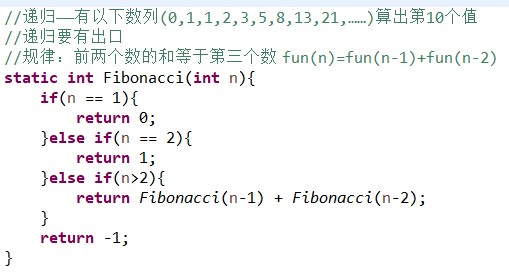 //递归——有以下数列(0,1,1,2,3,5,8,13,21,……)算出第10个值
//递归要有出口
//规律：前两个数的和等于第三个数 fun(n)=fun(n-1)+fun(n-2)
static int Fibonacci(int n){
    if(n == 1){
        return 0;
    }else if(n == 2){
        return 1;
    }else if(n>2){
        return Fibonacci(n-1) + Fibonacci(n-2);
    }
    return -1;
}